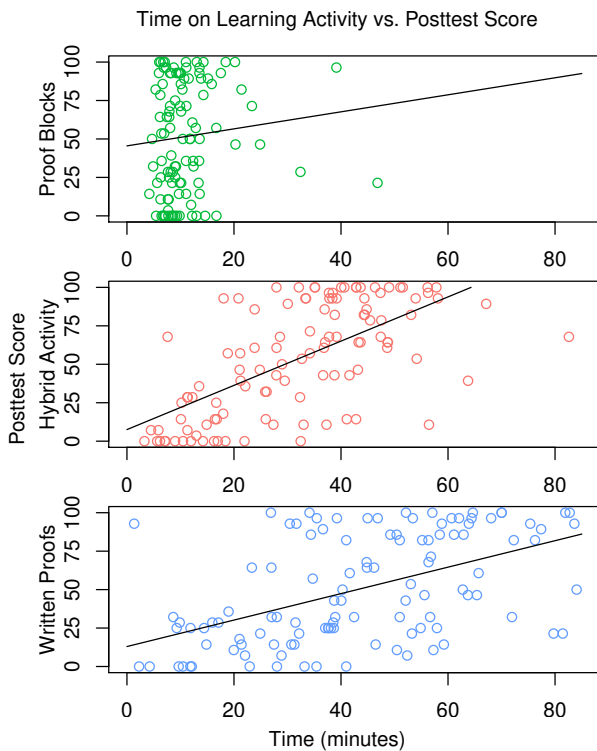 Time on Learning Activity vs. Posttest Score
Proof Blocks
0 25 50 75 100
0 20 40 60 80
Posttest Score
Hybrid Activity
0 25 50 75 100
0 20 40 60 80
Written Proofs
0 25 50 75 100
0 20 40 60 80
Time (minutes)